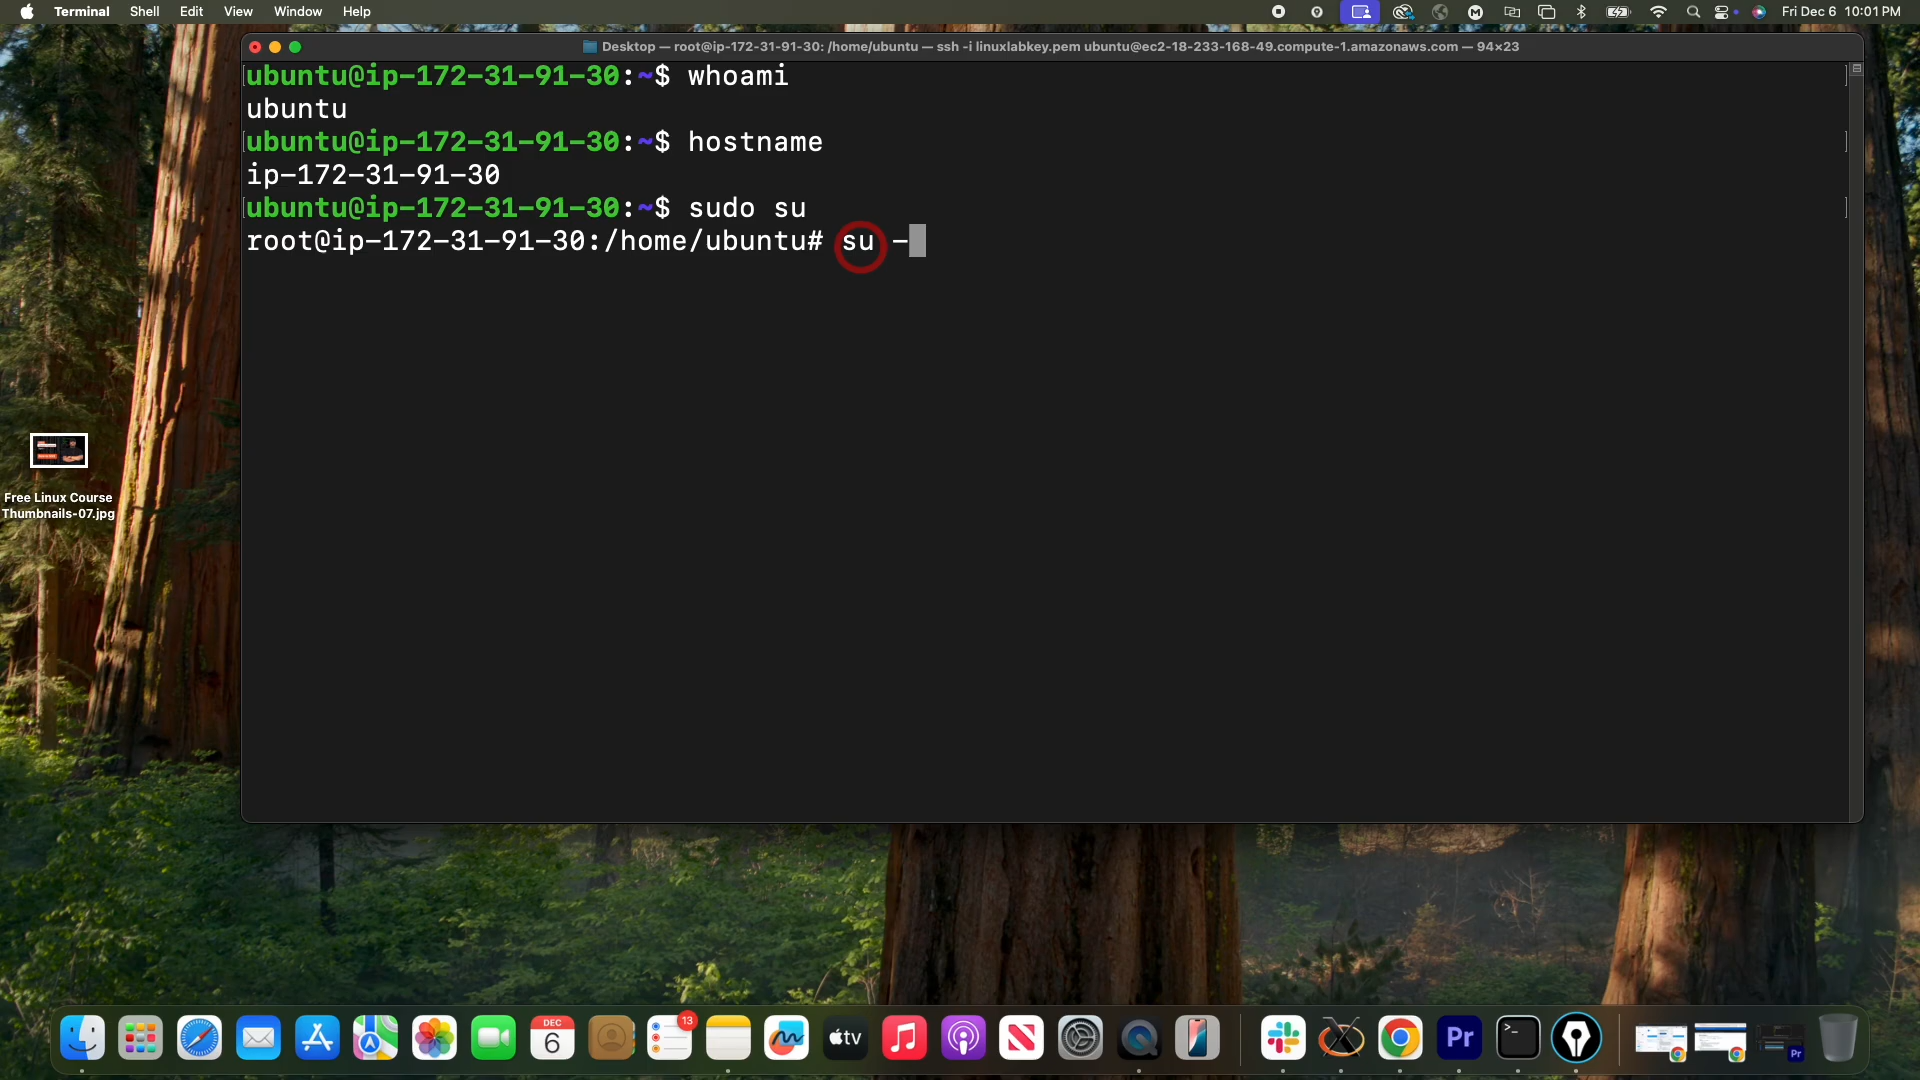 Terminal Shell Edit View Window Help Fri Dec 6 10:01 PM
Desktop — root@ip-172-31-91-30: /home/ubuntu — ssh -i linuxlabkey.pem ubuntu@ec2-18-233-168-49.compute-1.amazonaws.com — 94×23
ubuntu@ip-172-31-91-30:~$ whoami
ubuntu
ubuntu@ip-172-31-91-30:~$ hostname
ip-172-31-91-30
ubuntu@ip-172-31-91-30:~$ sudo su
root@ip-172-31-91-30:/home/ubuntu# su -
Free Linux Course
Thumbnails-07.jpg
DEC
6
13
tv
Pr
>_
Pr